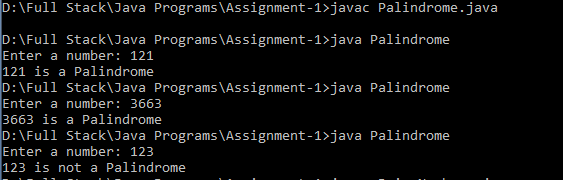 D:\Full Stack\Java Programs\Assignment-1>javac Palindrome.java
D:\Full Stack\Java Programs\Assignment-1>java Palindrome
Enter a number: 121
121 is a Palindrome
D:\Full Stack\Java Programs\Assignment-1>java Palindrome
Enter a number: 3663
3663 is a Palindrome
D:\Full Stack\Java Programs\Assignment-1>java Palindrome
Enter a number: 123
123 is not a Palindrome